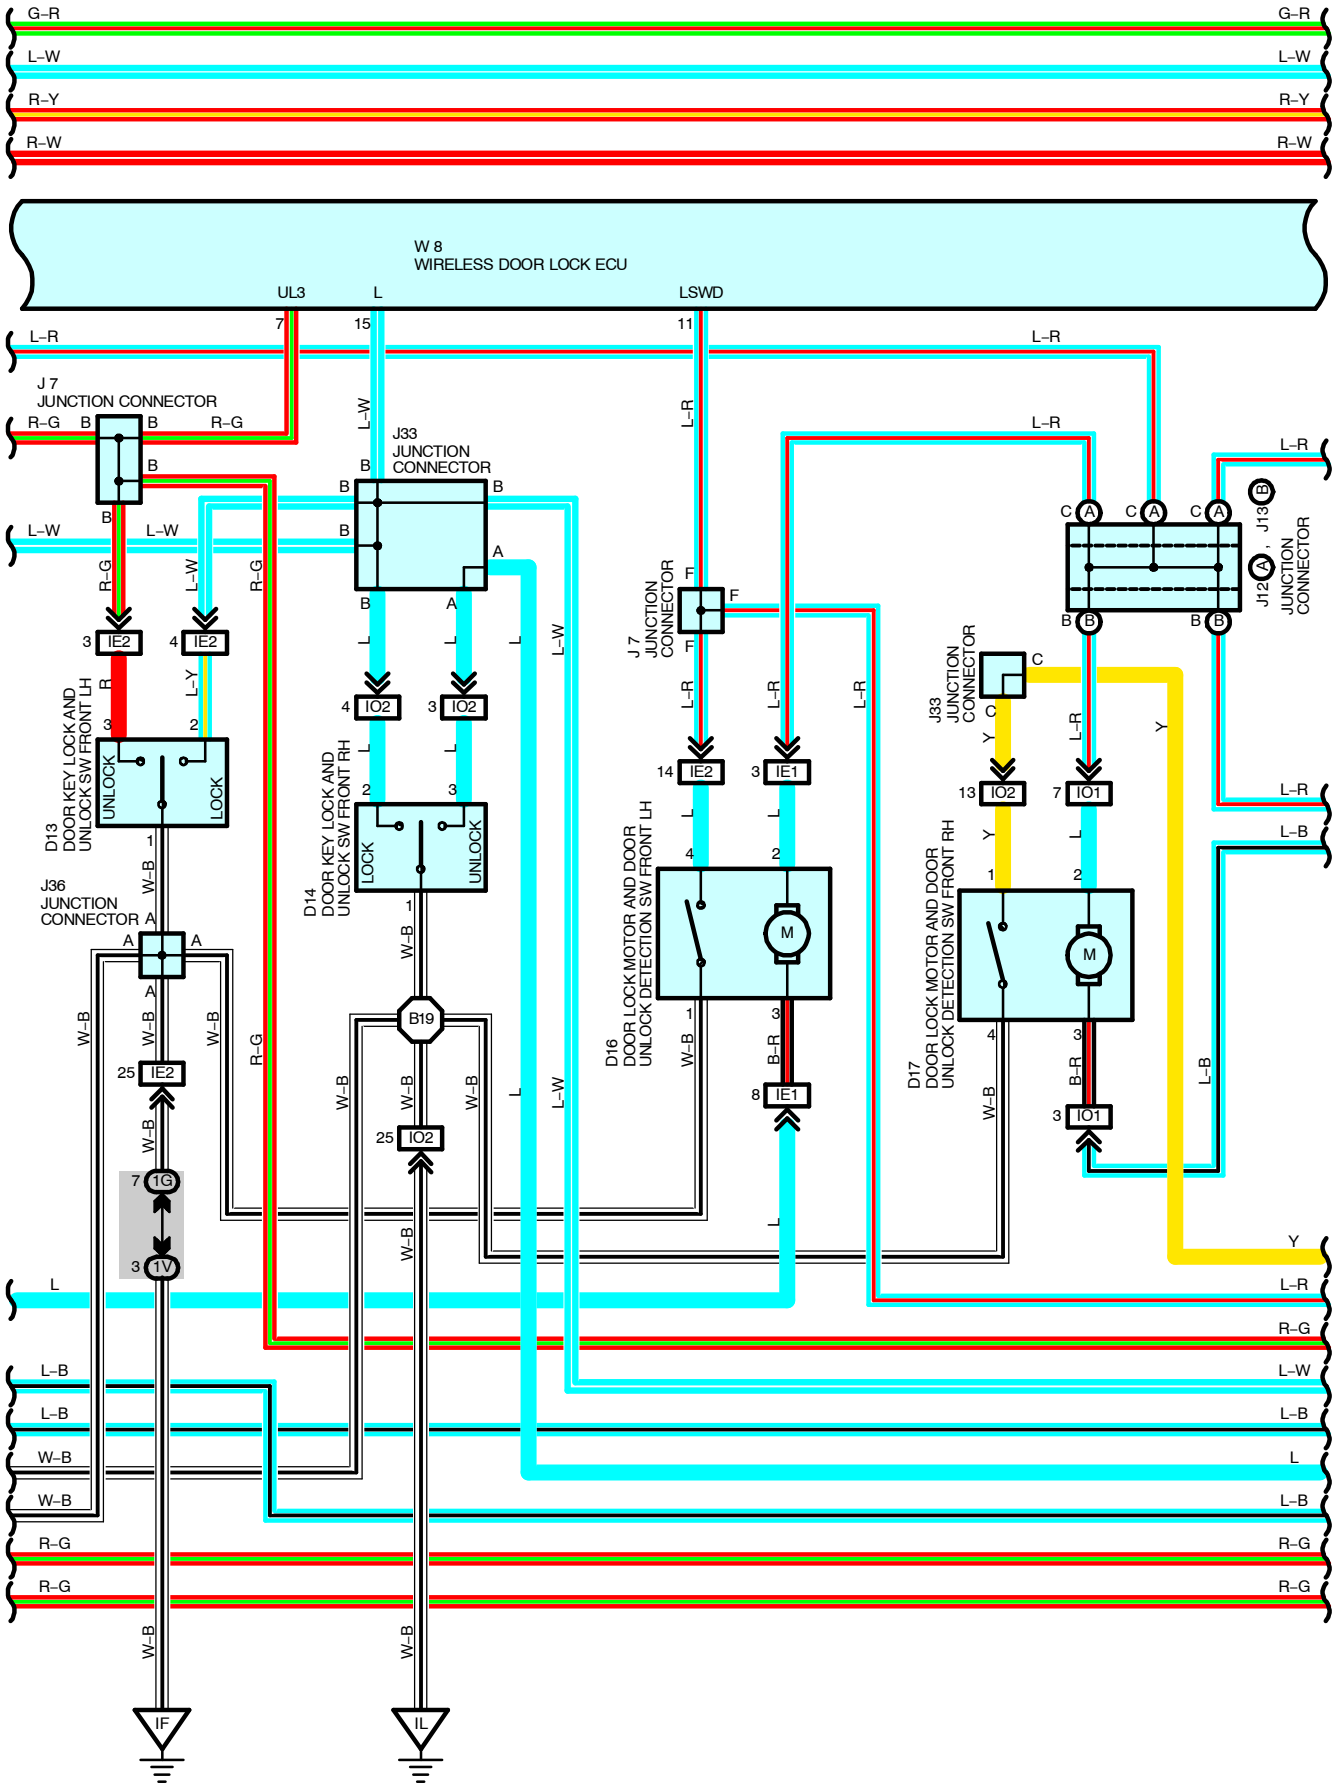 G–R G–R
L–W L–W
R–Y R–Y
R–W R–W
W 8
WIRELESS DOOR LOCK ECU
UL3 L LSWD
7 15 11
L–R L–R
J 7
JUNCTION CONNECTOR
R–G B B R–G
B
B
L–W
J33
JUNCTION
CONNECTOR
B
B B
B
A
B A
L–R
L–R
L–R
L–W L–W
R–G
L–W
R–G
C A C A C A
J12 A , J13 B
JUNCTION
CONNECTOR
B B B B
J 7
JUNCTION
CONNECTOR
F
F
F
3 IE2 4 IE2
R
L–Y
L
L
L
L–W
L–R
L–R
L–R
J33
JUNCTION
CONNECTOR
C
C
Y
L–R
Y
4 IO2 3 IO2
L
L
D13
DOOR KEY LOCK AND
UNLOCK SW FRONT LH
3 2
UNLOCK
LOCK
1
D14
DOOR KEY LOCK AND
UNLOCK SW FRONT RH
2 3
LOCK
UNLOCK
1
14 IE2 3 IE1
L
L
13 IO2 7 IO1
Y
L
L–R
L–B
D16
DOOR LOCK MOTOR AND DOOR
UNLOCK DETECTION SW FRONT LH
4 2
M
1 3
D17
DOOR LOCK MOTOR AND DOOR
UNLOCK DETECTION SW FRONT RH
1 2
M
4 3
W–B
J36
JUNCTION
CONNECTOR A
A A
A
W–B
W–B
W–B
W–B
R–G
B19
W–B
W–B
W–B
L
L–W
W–B
B–R
W–B
B–R
L–B
25 IE2
W–B
8 IE1
3 IO1
25 IO2
7 1G
3 1V
W–B
L
L Y
L–R
R–G
L–B L–W
L–B L–B
W–B L
W–B L–B
R–G R–G
R–G R–G
W–B
W–B
IF IL